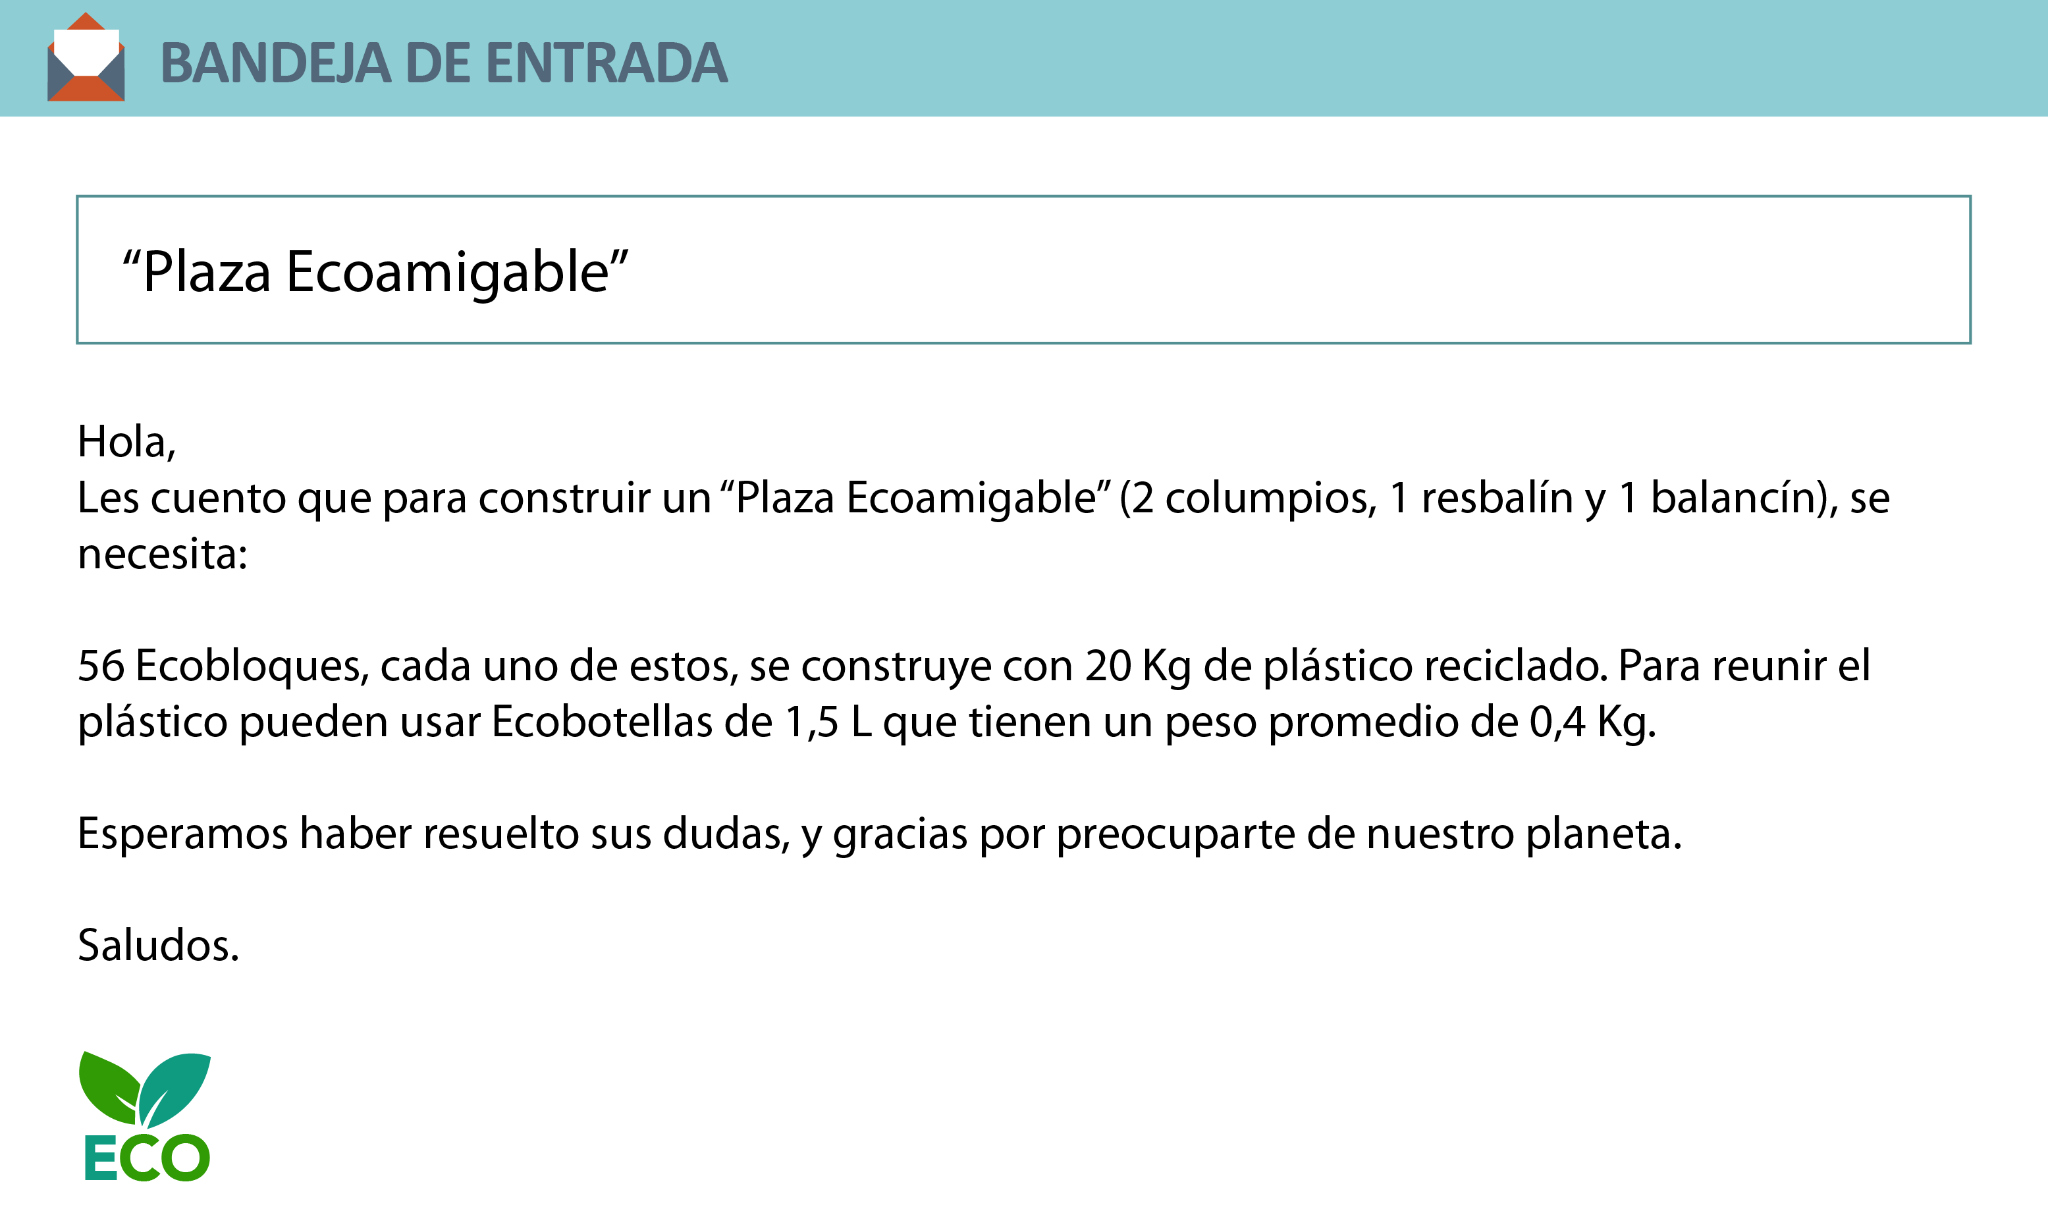 BANDEJA DE ENTRADA
“Plaza Ecoamigable”
Hola,
Les cuento que para construir un “Plaza Ecoamigable” (2 columpios, 1 resbalín y 1 balancín), se
necesita:
56 Ecobloques, cada uno de estos, se construye con 20 Kg de plástico reciclado. Para reunir el
plástico pueden usar Ecobotellas de 1,5 L que tienen un peso promedio de 0,4 Kg.
Esperamos haber resuelto sus dudas, y gracias por preocuparte de nuestro planeta.
Saludos.
ECO